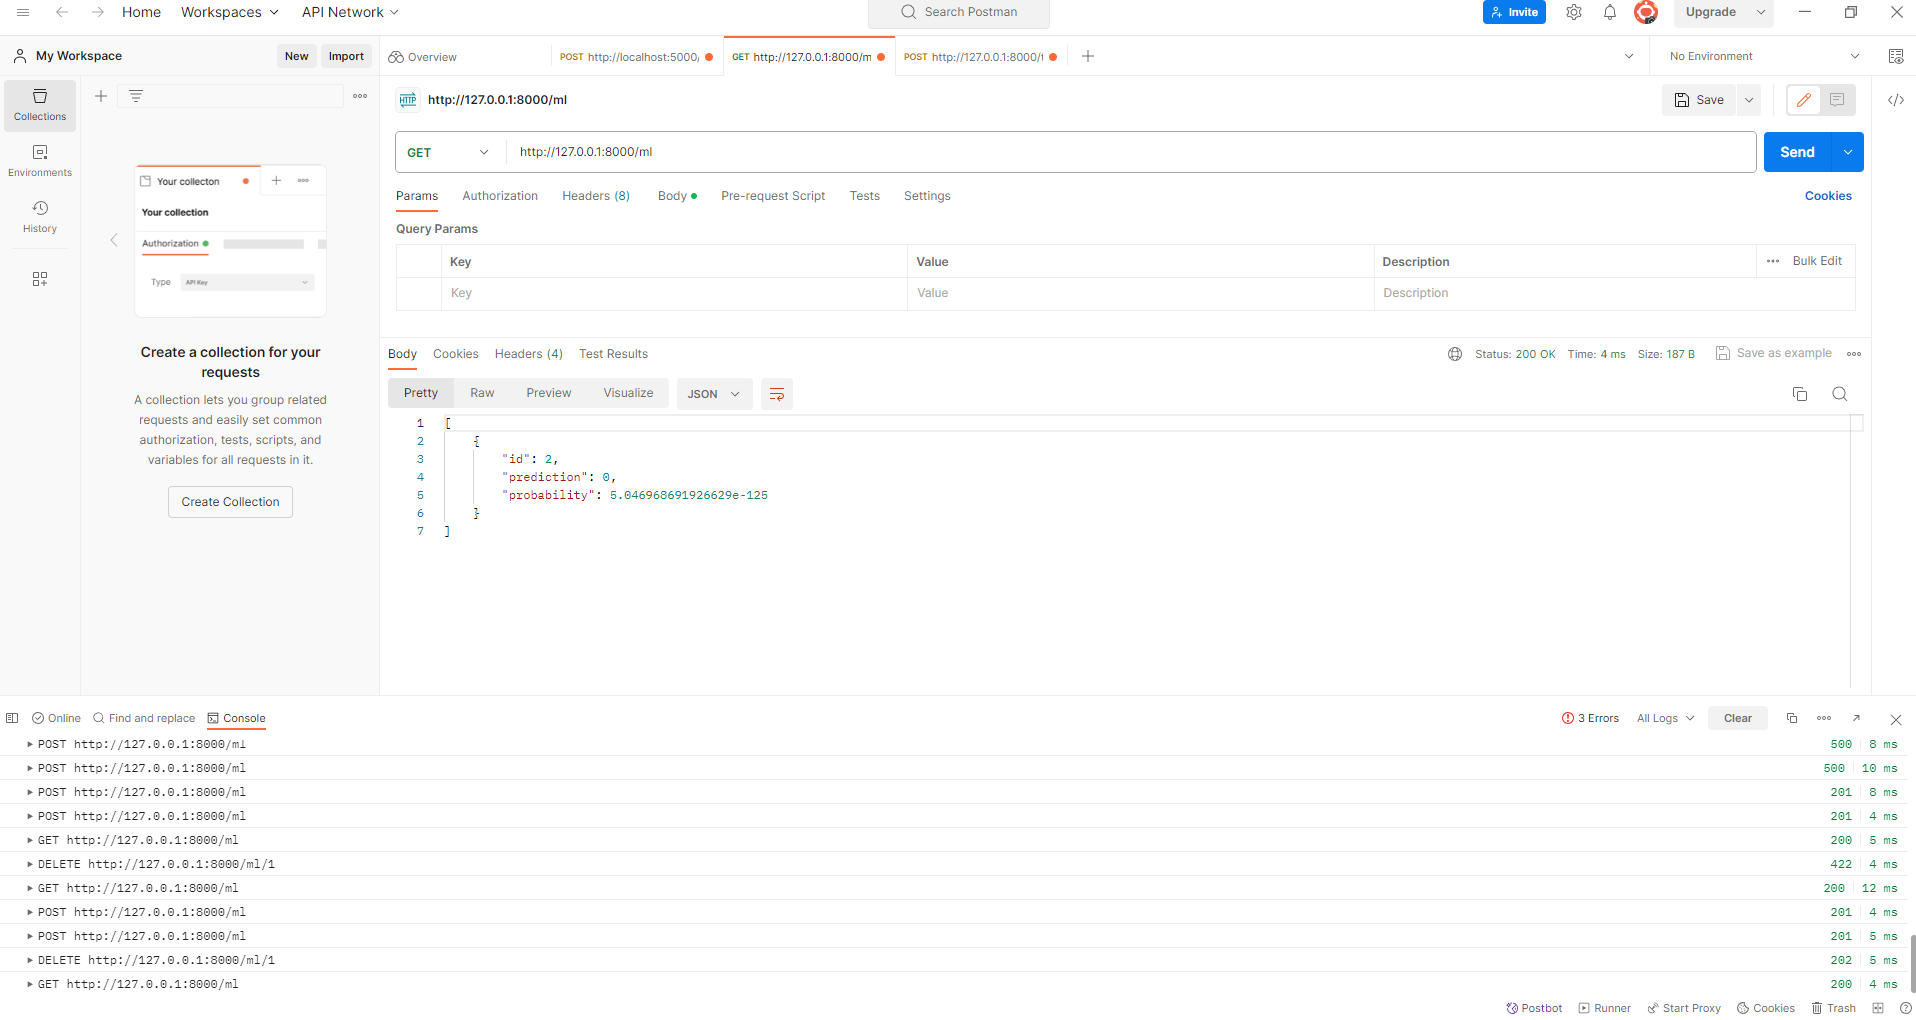 Home Workspaces API Network Search Postman Invite Upgrade
My Workspace New Import Overview POST http://localhost:5000/ GET http://127.0.0.1:8000/m POST http://127.0.0.1:8000/t No Environment
Collections
Environments
History
Your collecton
Your collection
Authorization
Type API Key
Create a collection for your
requests
A collection lets you group related
requests and easily set common
authorization, tests, scripts, and
variables for all requests in it.
Create Collection
HTTP http://127.0.0.1:8000/ml Save
GET http://127.0.0.1:8000/ml Send
Params Authorization Headers (8) Body Pre-request Script Tests Settings Cookies
Query Params
Key Value Description Bulk Edit
Key Value Description
Body Cookies Headers (4) Test Results Status: 200 OK Time: 4 ms Size: 187 B Save as example
Pretty Raw Preview Visualize JSON
1 [
2 {
3 "id": 2,
4 "prediction": 0,
5 "probability": 5.046968691926629e-125
6 }
7 ]
Online Find and replace Console 3 Errors All Logs Clear
POST http://127.0.0.1:8000/ml 500 8 ms
POST http://127.0.0.1:8000/ml 500 10 ms
POST http://127.0.0.1:8000/ml 201 8 ms
POST http://127.0.0.1:8000/ml 201 4 ms
GET http://127.0.0.1:8000/ml 200 5 ms
DELETE http://127.0.0.1:8000/ml/1 422 4 ms
GET http://127.0.0.1:8000/ml 200 12 ms
POST http://127.0.0.1:8000/ml 201 4 ms
POST http://127.0.0.1:8000/ml 201 5 ms
DELETE http://127.0.0.1:8000/ml/1 202 5 ms
GET http://127.0.0.1:8000/ml 200 4 ms
Postbot Runner Start Proxy Cookies Trash